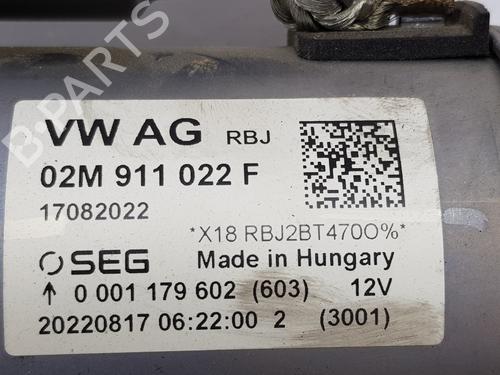 VW AG RBJ
02M 911 022 F
17082022
*X18 RBJ2BT470O%*
SEG Made in Hungary
↑ 0 001 179 602 (603) 12V
20220817 06:22:00 2 (3001)
B-PARTS